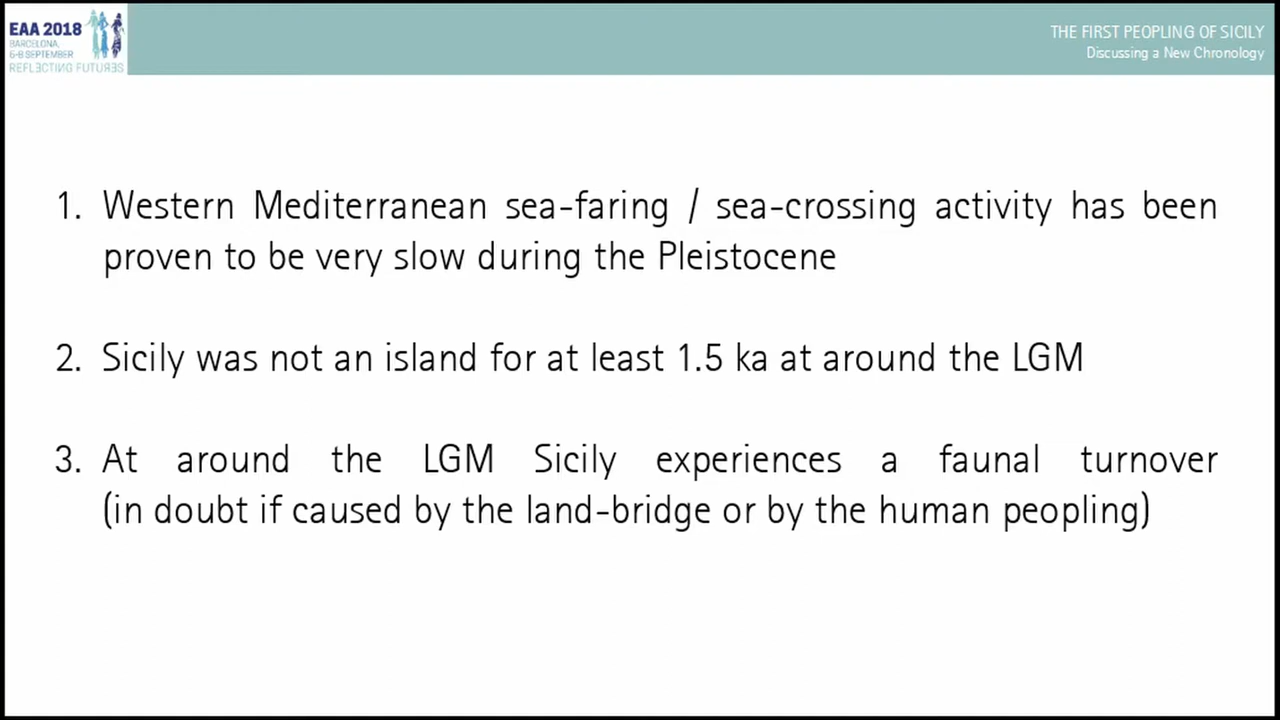 EAA 2018
BARCELONA,
5-8 SEPTEMBER
REFLECTING FUTURES
THE FIRST PEOPLING OF SICILY
Discussing a New Chronology
1. Western Mediterranean sea-faring / sea-crossing activity has been
proven to be very slow during the Pleistocene
2. Sicily was not an island for at least 1.5 ka at around the LGM
3. At around the LGM Sicily experiences a faunal turnover
(in doubt if caused by the land-bridge or by the human peopling)